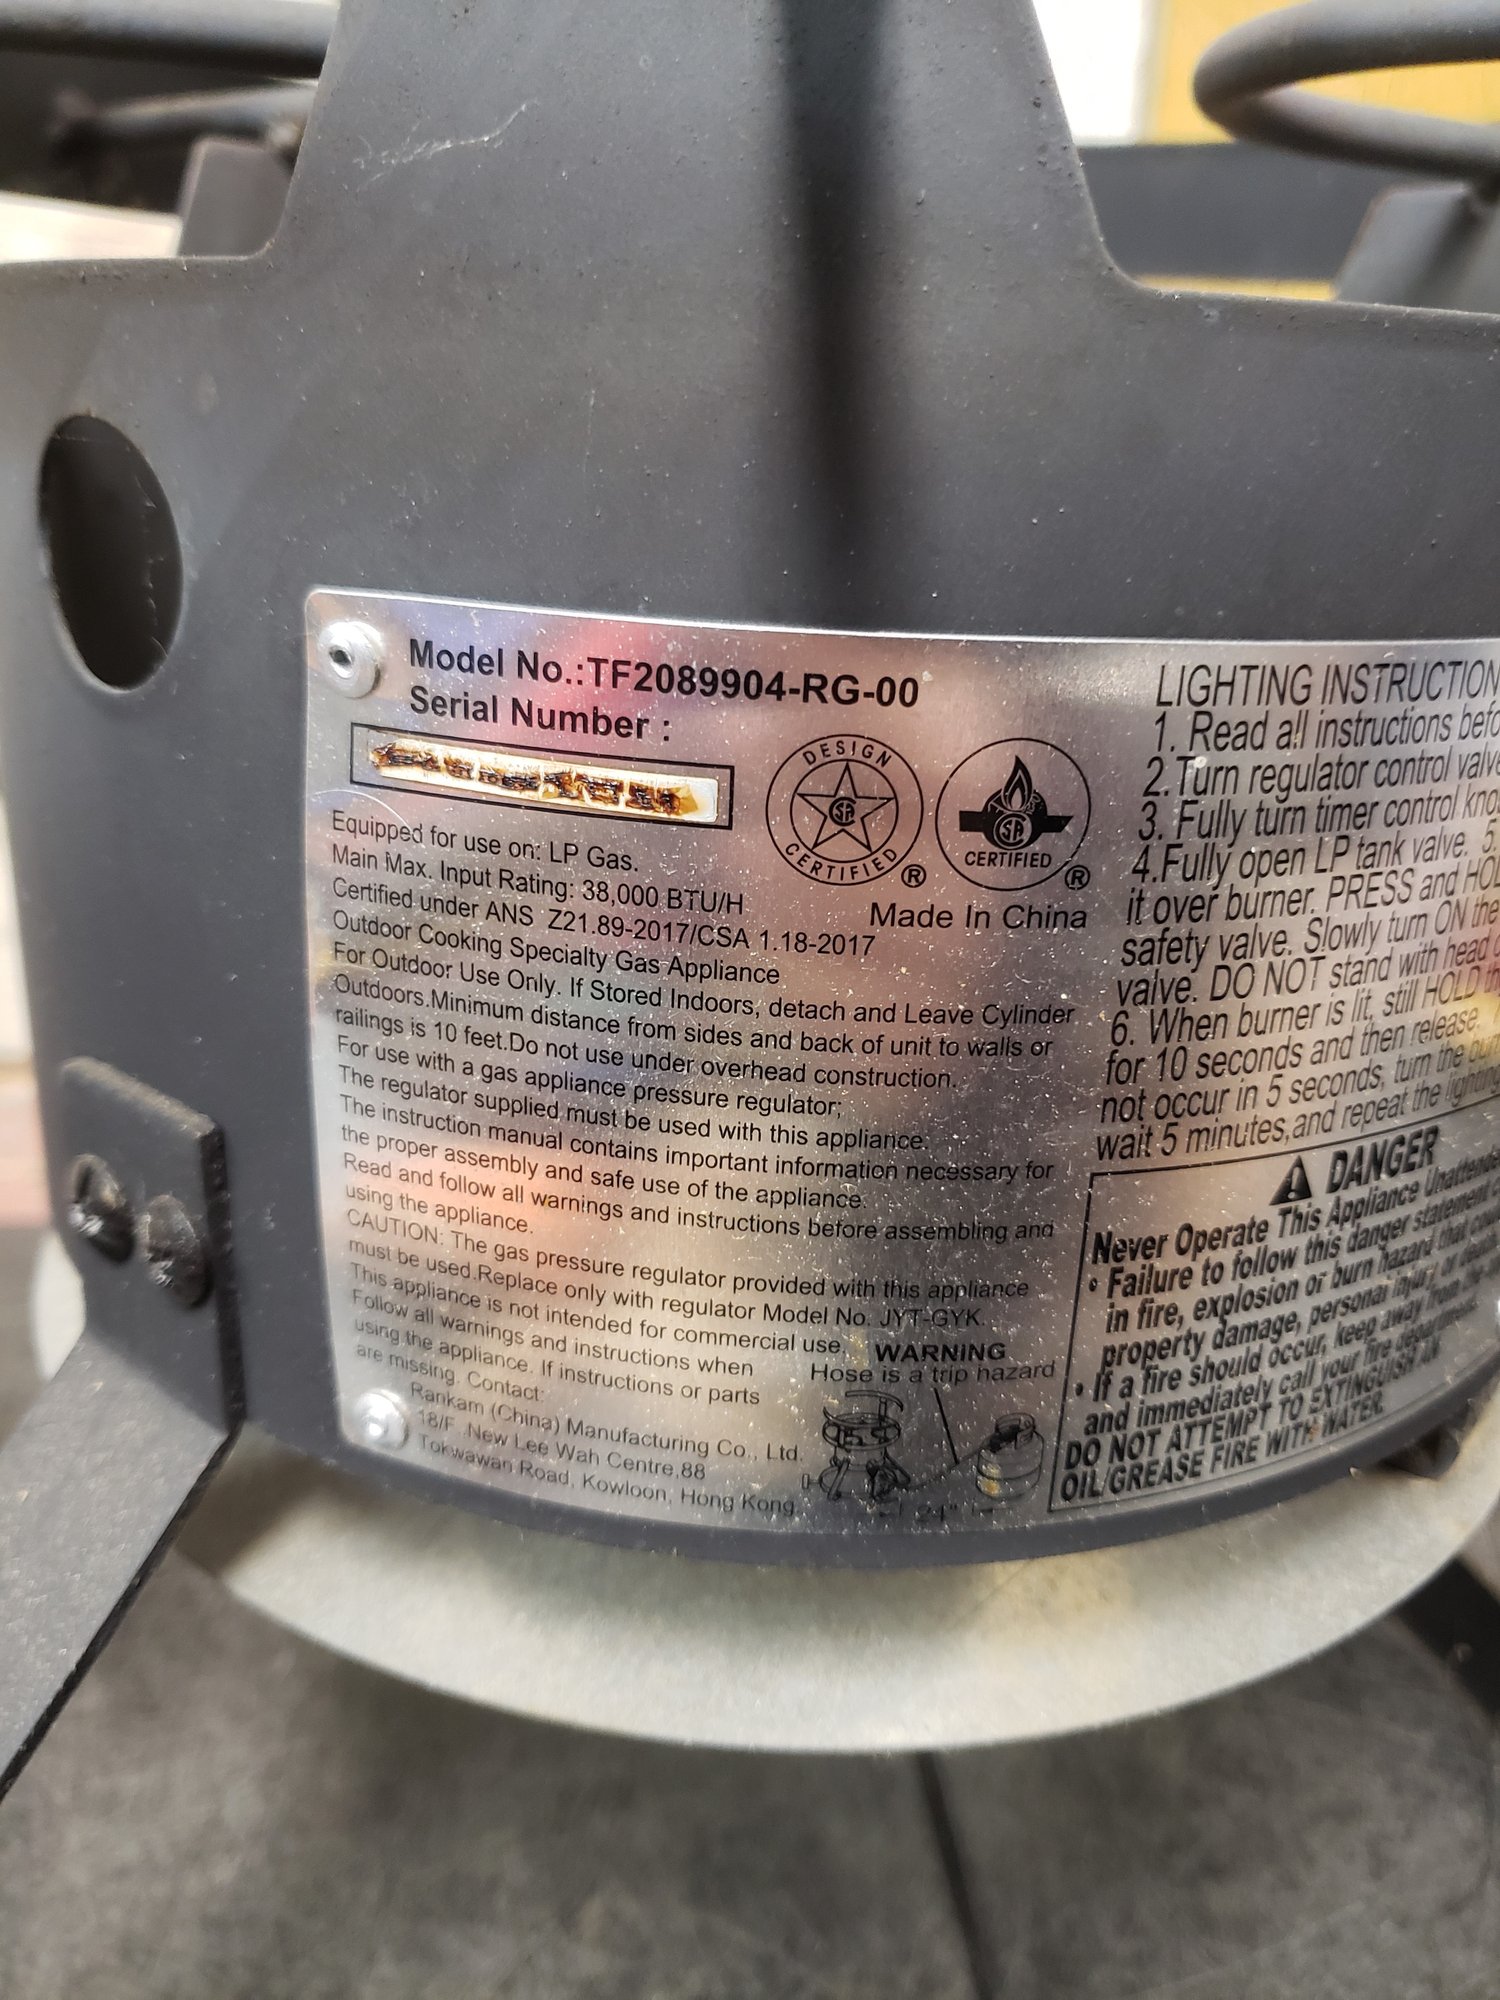 Model No.:TF2089904-RG-00
Serial Number :
DESIGN
CERTIFIED
®
CERTIFIED
®
Made In China
Equipped for use on: LP Gas.
Main Max. Input Rating: 38,000 BTU/H
Certified under ANS Z21.89-2017/CSA 1.18-2017
Outdoor Cooking Specialty Gas Appliance
For Outdoor Use Only. If Stored Indoors, detach and Leave Cylinder
Outdoors.Minimum distance from sides and back of unit to walls or
railings is 10 feet.Do not use under overhead construction.
For use with a gas appliance pressure regulator;
The regulator supplied must be used with this appliance.
The instruction manual contains important information necessary for
the proper assembly and safe use of the appliance.
Read and follow all warnings and instructions before assembling and
using the appliance.
CAUTION: The gas pressure regulator provided with this appliance
must be used.Replace only with regulator Model No. JYT-GYK.
This appliance is not intended for commercial use.
Follow all warnings and instructions when
using the appliance. If instructions or parts
are missing. Contact:
Rankam (China) Manufacturing Co., Ltd.
18/F .New Lee Wah Centre,88
Tokwawan Road, Kowloon, Hong Kong.
WARNING
Hose is a trip hazard
24"
LIGHTING INSTRUCTION
1. Read all instructions befo
2.Turn regulator control valv
3. Fully turn timer control kno
4.Fully open LP tank valve. 5.
it over burner. PRESS and HOL
safety valve. Slowly turn ON the
valve. DO NOT stand with head
6. When burner is lit, still HOLD
for 10 seconds and then release.
not occur in 5 seconds, turn the
wait 5 minutes,and repeat the lighting
DANGER
Never Operate This Appliance Unattende
• Failure to follow this danger statement
in fire, explosion or burn hazard that
property damage, personal injury, or death.
• If a fire should occur, keep away from the
and immediately call your fire department.
DO NOT ATTEMPT TO EXTINGUISH AN
OIL/GREASE FIRE WITH WATER.